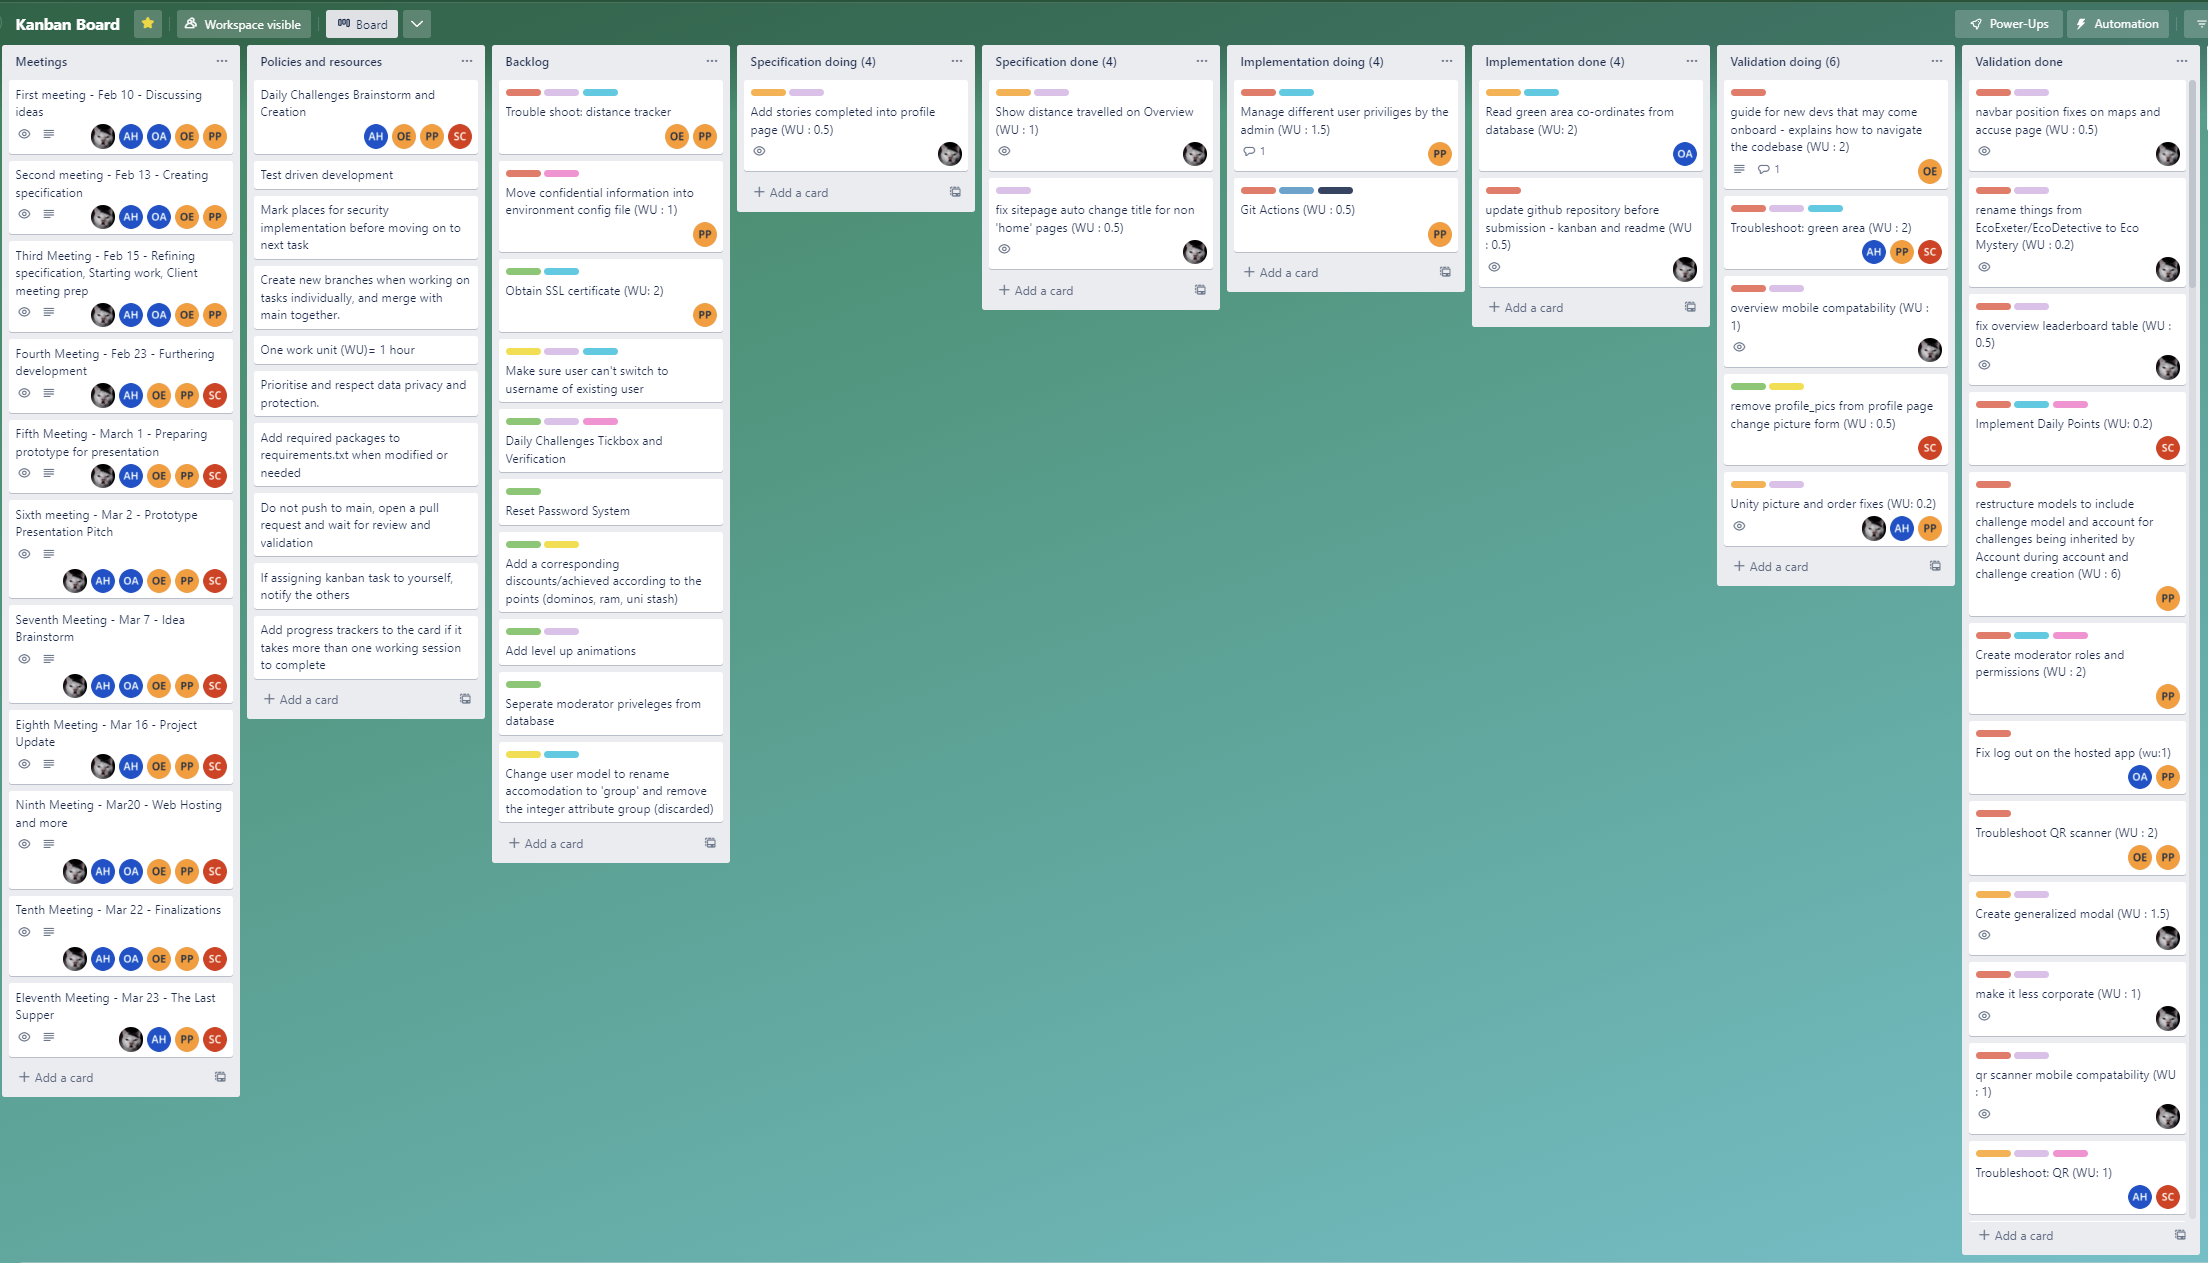 Kanban Board
Workspace visible
Board
Power-Ups
Automation
Meetings
First meeting - Feb 10 - Discussing
ideas
AH OA OE PP
Second meeting - Feb 13 - Creating
specification
AH OA OE PP
Third Meeting - Feb 15 - Refining
specification, Starting work, Client
meeting prep
AH OA OE PP
Fourth Meeting - Feb 23 - Furthering
development
AH OE PP SC
Fifth Meeting - March 1 - Preparing
prototype for presentation
AH OE PP SC
Sixth meeting - Mar 2 - Prototype
Presentation Pitch
AH OA OE PP SC
Seventh Meeting - Mar 7 - Idea
Brainstorm
AH OA OE PP SC
Eighth Meeting - Mar 16 - Project
Update
AH OE PP SC
Ninth Meeting - Mar20 - Web Hosting
and more
AH OA OE PP SC
Tenth Meeting - Mar 22 - Finalizations
AH OA OE PP SC
Eleventh Meeting - Mar 23 - The Last
Supper
AH PP SC
+ Add a card
Policies and resources
Daily Challenges Brainstorm and
Creation
AH OE PP SC
Test driven development
Mark places for security
implementation before moving on to
next task
Create new branches when working on
tasks individually, and merge with
main together.
One work unit (WU)= 1 hour
Prioritise and respect data privacy and
protection.
Add required packages to
requirements.txt when modified or
needed
Do not push to main, open a pull
request and wait for review and
validation
If assigning kanban task to yourself,
notify the others
Add progress trackers to the card if it
takes more than one working session
to complete
+ Add a card
Backlog
Trouble shoot: distance tracker
OE PP
Move confidential information into
environment config file (WU : 1)
PP
Obtain SSL certificate (WU: 2)
PP
Make sure user can't switch to
username of existing user
Daily Challenges Tickbox and
Verification
Reset Password System
Add a corresponding
discounts/achieved according to the
points (dominos, ram, uni stash)
Add level up animations
Seperate moderator priveleges from
database
Change user model to rename
accomodation to 'group' and remove
the integer attribute group (discarded)
+ Add a card
Specification doing (4)
Add stories completed into profile
page (WU : 0.5)
+ Add a card
Specification done (4)
Show distance travelled on Overview
(WU : 1)
fix sitepage auto change title for non
'home' pages (WU : 0.5)
+ Add a card
Implementation doing (4)
Manage different user priviliges by the
admin (WU : 1.5)
1
PP
Git Actions (WU : 0.5)
PP
+ Add a card
Implementation done (4)
Read green area co-ordinates from
database (WU: 2)
OA
update github repository before
submission - kanban and readme (WU
: 0.5)
+ Add a card
Validation doing (6)
guide for new devs that may come
onboard - explains how to navigate
the codebase (WU : 2)
1
OE
Troubleshoot: green area (WU : 2)
AH PP SC
overview mobile compatability (WU :
1)
remove profile_pics from profile page
change picture form (WU : 0.5)
SC
Unity picture and order fixes (WU: 0.2)
AH PP
+ Add a card
Validation done
navbar position fixes on maps and
accuse page (WU : 0.5)
rename things from
EcoExeter/EcoDetective to Eco
Mystery (WU : 0.2)
fix overview leaderboard table (WU :
0.5)
Implement Daily Points (WU: 0.2)
SC
restructure models to include
challenge model and account for
challenges being inherited by
Account during account and
challenge creation (WU : 6)
PP
Create moderator roles and
permissions (WU : 2)
PP
Fix log out on the hosted app (wu:1)
OA PP
Troubleshoot QR scanner (WU : 2)
OE PP
Create generalized modal (WU : 1.5)
make it less corporate (WU : 1)
qr scanner mobile compatability (WU
: 1)
Troubleshoot: QR (WU: 1)
AH SC
+ Add a card